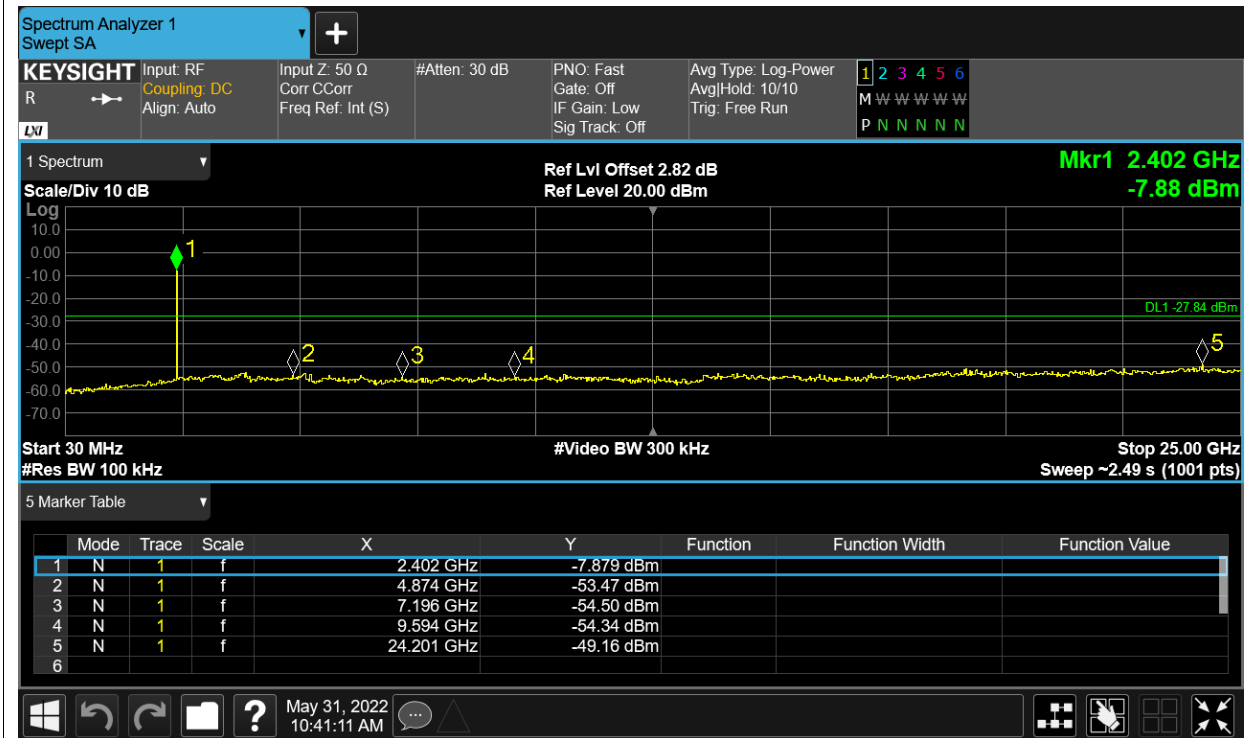 Spectrum Analyzer 1
Swept SA
+
KEYSIGHT
R
LXI
Input: RF
Coupling: DC
Align: Auto
Input Z: 50 Ω
Corr CCorr
Freq Ref: Int (S)
#Atten: 30 dB
PNO: Fast
Gate: Off
IF Gain: Low
Sig Track: Off
Avg Type: Log-Power
Avg|Hold: 10/10
Trig: Free Run
1 2 3 4 5 6
M W W W W W
P N N N N N
1 Spectrum
Scale/Div 10 dB
Ref Lvl Offset 2.82 dB
Ref Level 20.00 dBm
Mkr1 2.402 GHz
-7.88 dBm
Log
10.0
0.00
-10.0
-20.0
-30.0
-40.0
-50.0
-60.0
-70.0
1
2
3
4
5
DL1 -27.84 dBm
Start 30 MHz
#Res BW 100 kHz
#Video BW 300 kHz
Stop 25.00 GHz
Sweep ~2.49 s (1001 pts)
5 Marker Table
Mode Trace Scale X Y Function Function Width Function Value
1 N 1 f 2.402 GHz -7.879 dBm
2 N 1 f 4.874 GHz -53.47 dBm
3 N 1 f 7.196 GHz -54.50 dBm
4 N 1 f 9.594 GHz -54.34 dBm
5 N 1 f 24.201 GHz -49.16 dBm
6
?
May 31, 2022
10:41:11 AM